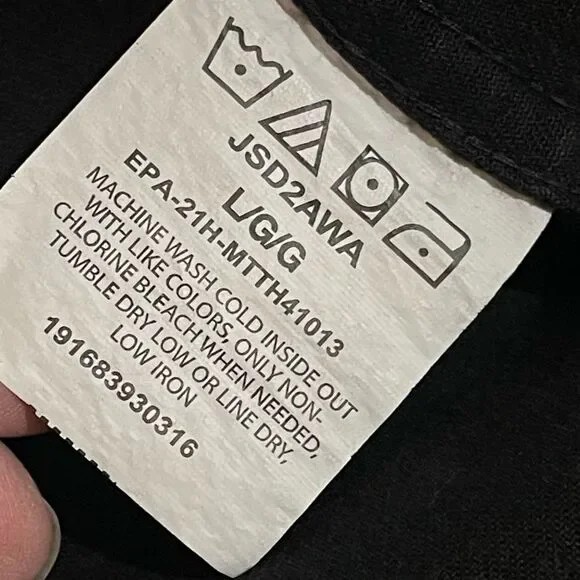 JSD2AWA
L/G/G
EPA-21H-MTTH41013
MACHINE WASH COLD INSIDE OUT
WITH LIKE COLORS, ONLY NON-
CHLORINE BLEACH WHEN NEEDED,
TUMBLE DRY LOW OR LINE DRY,
LOW IRON
191683930316